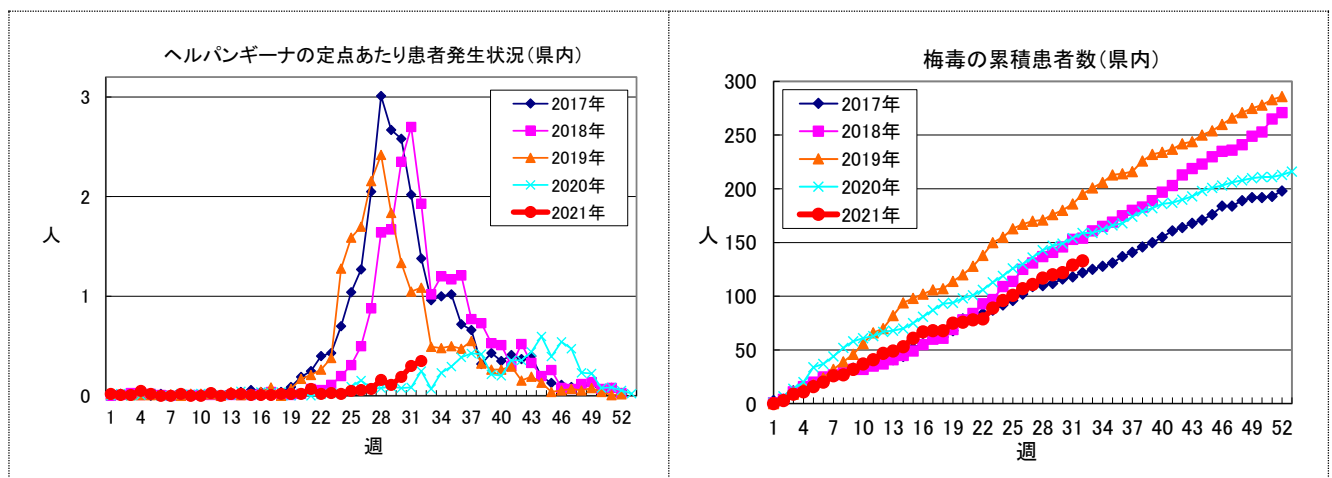 ヘルパンギーナの定点あたり患者発生状況(県内)
3
2
1
0
人
2017年
2018年
2019年
2020年
2021年
1 4 7 10 13 16 19 22 25 28 31 34 37 40 43 46 49 52
週
梅毒の累積患者数(県内)
300
250
200
150
100
50
0
人
2017年
2018年
2019年
2020年
2021年
1 4 7 10 13 16 19 22 25 28 31 34 37 40 43 46 49 52
週